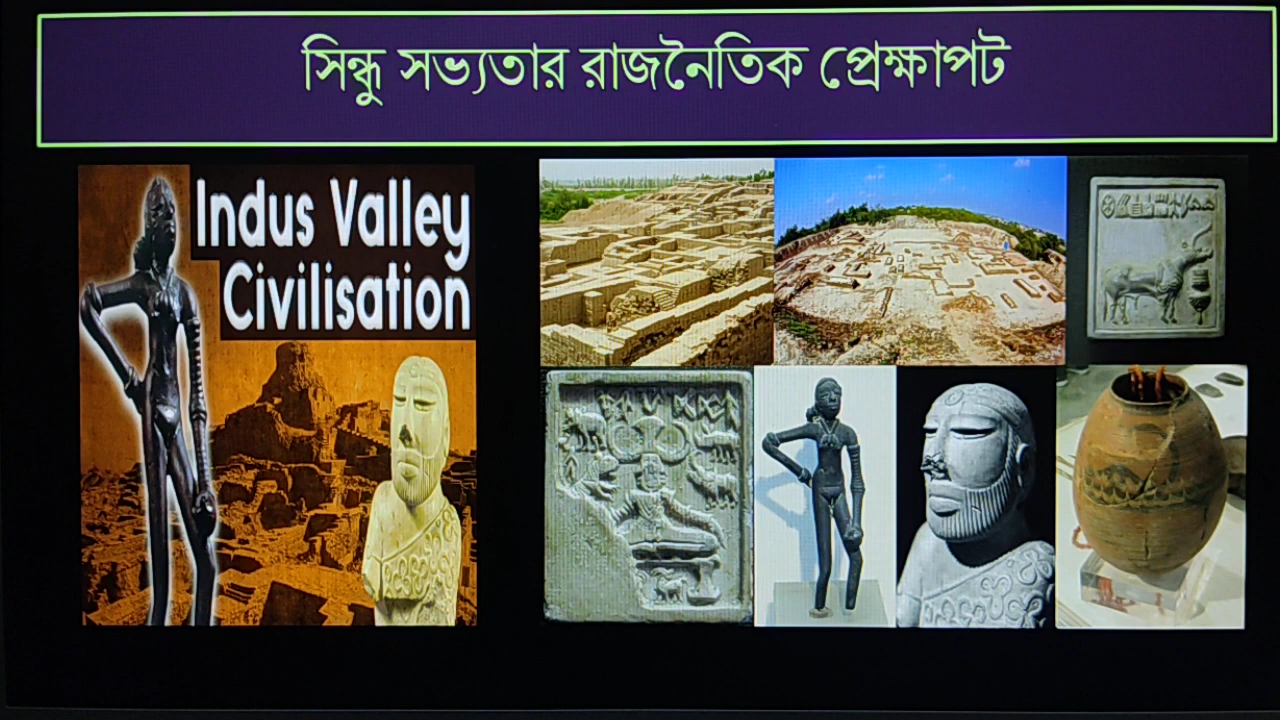 সিন্ধু সভ্যতার রাজনৈতিক প্রেক্ষাপট
Indus Valley
Civilisation